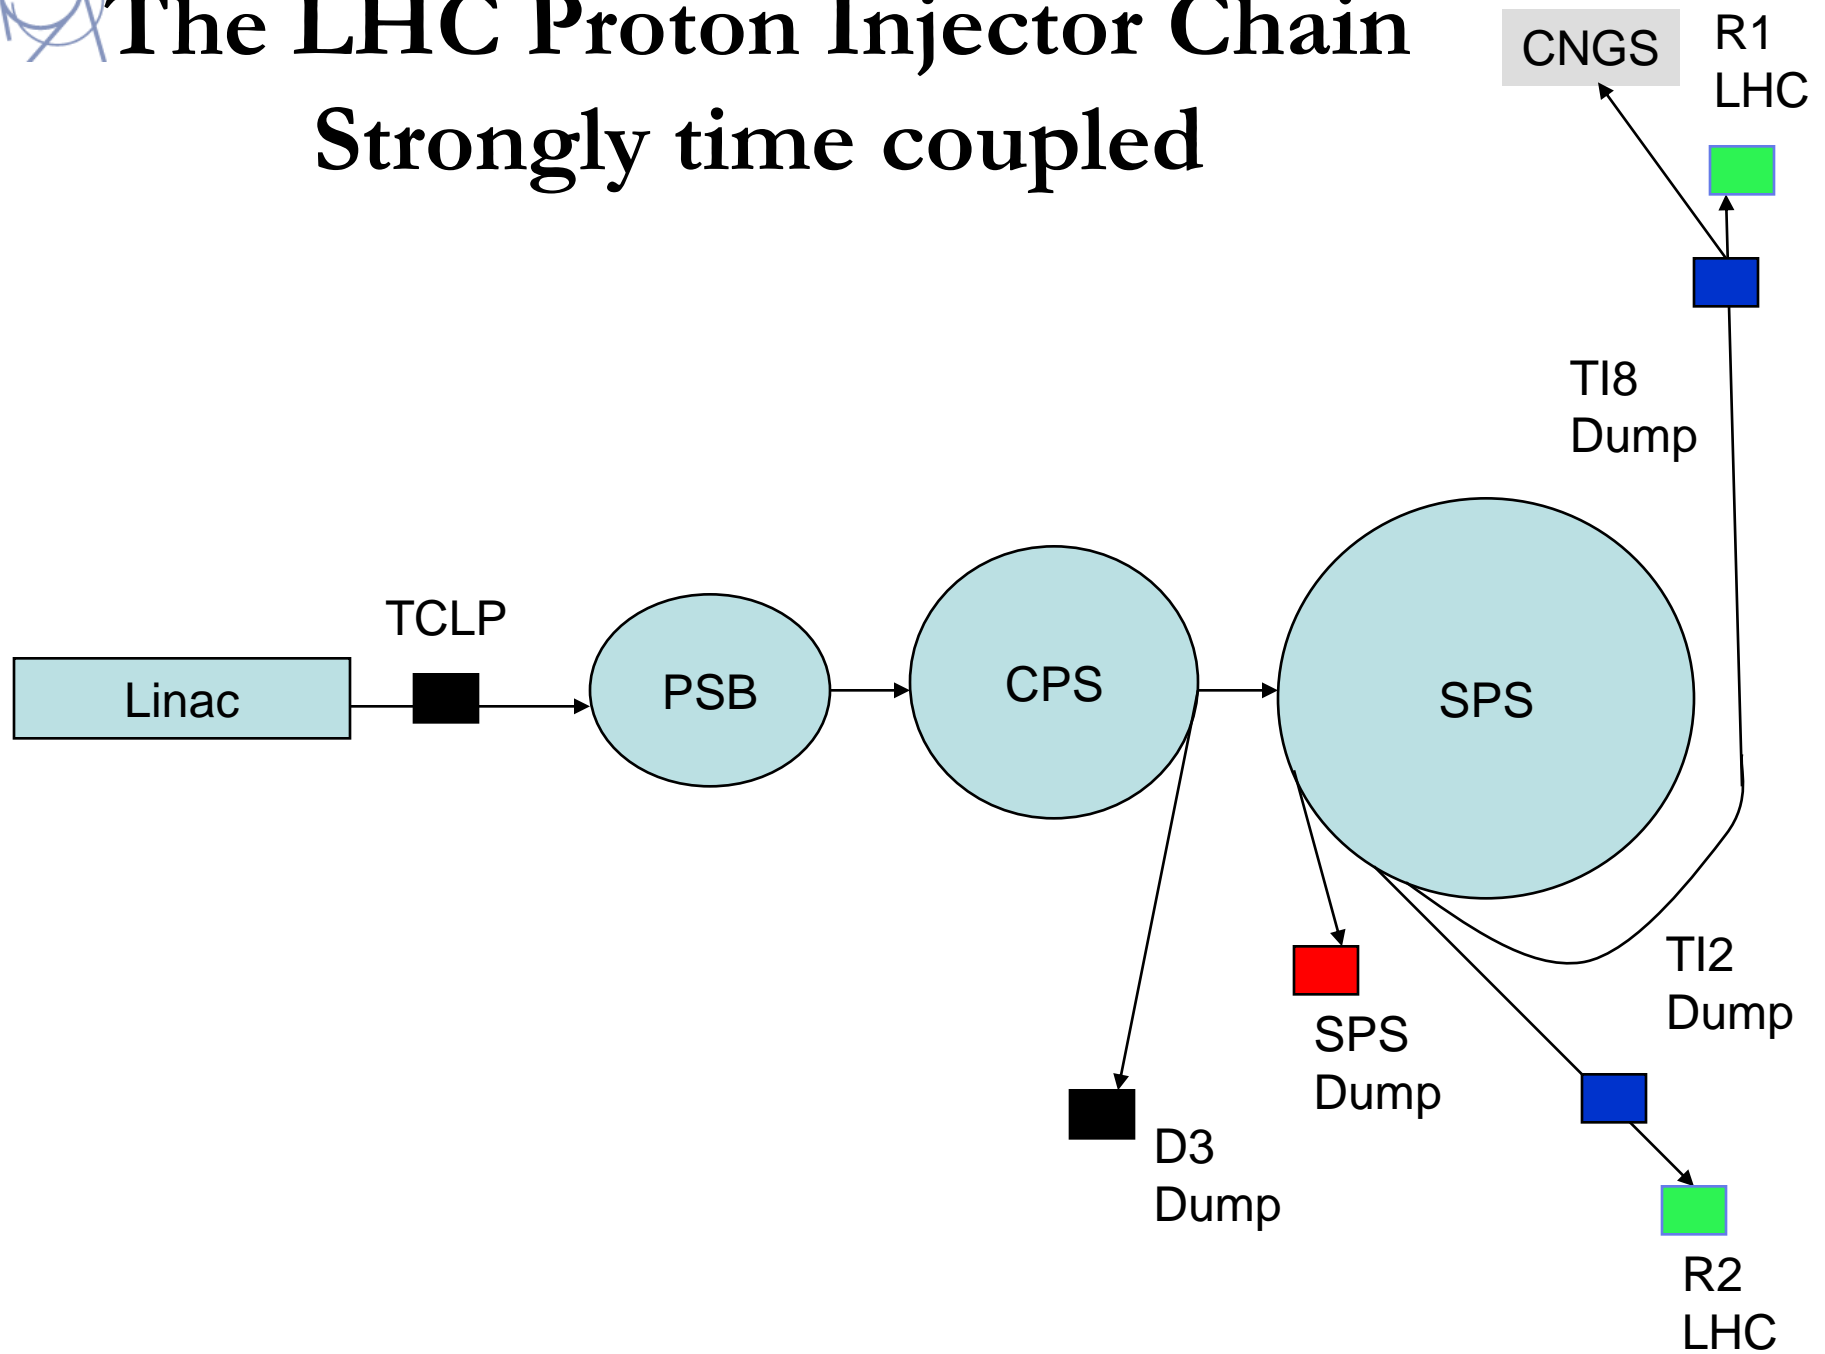 The LHC Proton Injector Chain
Strongly time coupled
CNGS
R1
LHC
TI8
Dump
TCLP
Linac
PSB
CPS
SPS
TI2
Dump
SPS
Dump
D3
Dump
R2
LHC